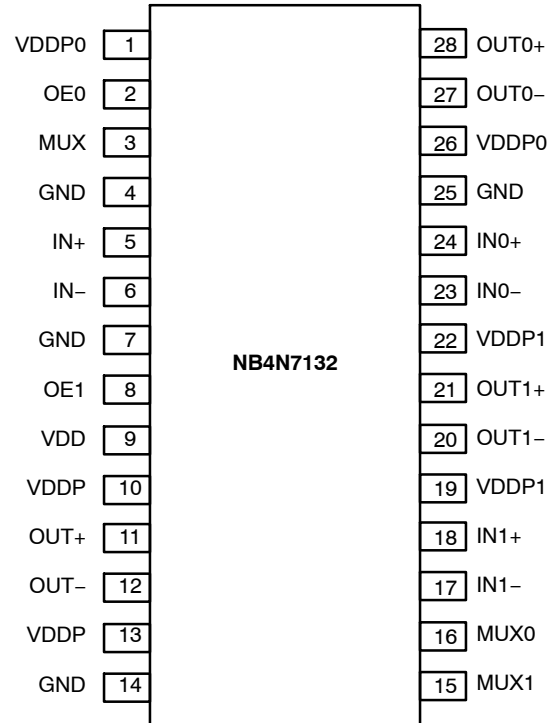 VDDP0 1 28 OUT0+
OE0 2 27 OUT0−
MUX 3 26 VDDP0
GND 4 25 GND
IN+ 5 24 IN0+
IN− 6 23 IN0−
GND 7 22 VDDP1
NB4N7132
OE1 8 21 OUT1+
VDD 9 20 OUT1−
VDDP 10 19 VDDP1
OUT+ 11 18 IN1+
OUT− 12 17 IN1−
VDDP 13 16 MUX0
GND 14 15 MUX1